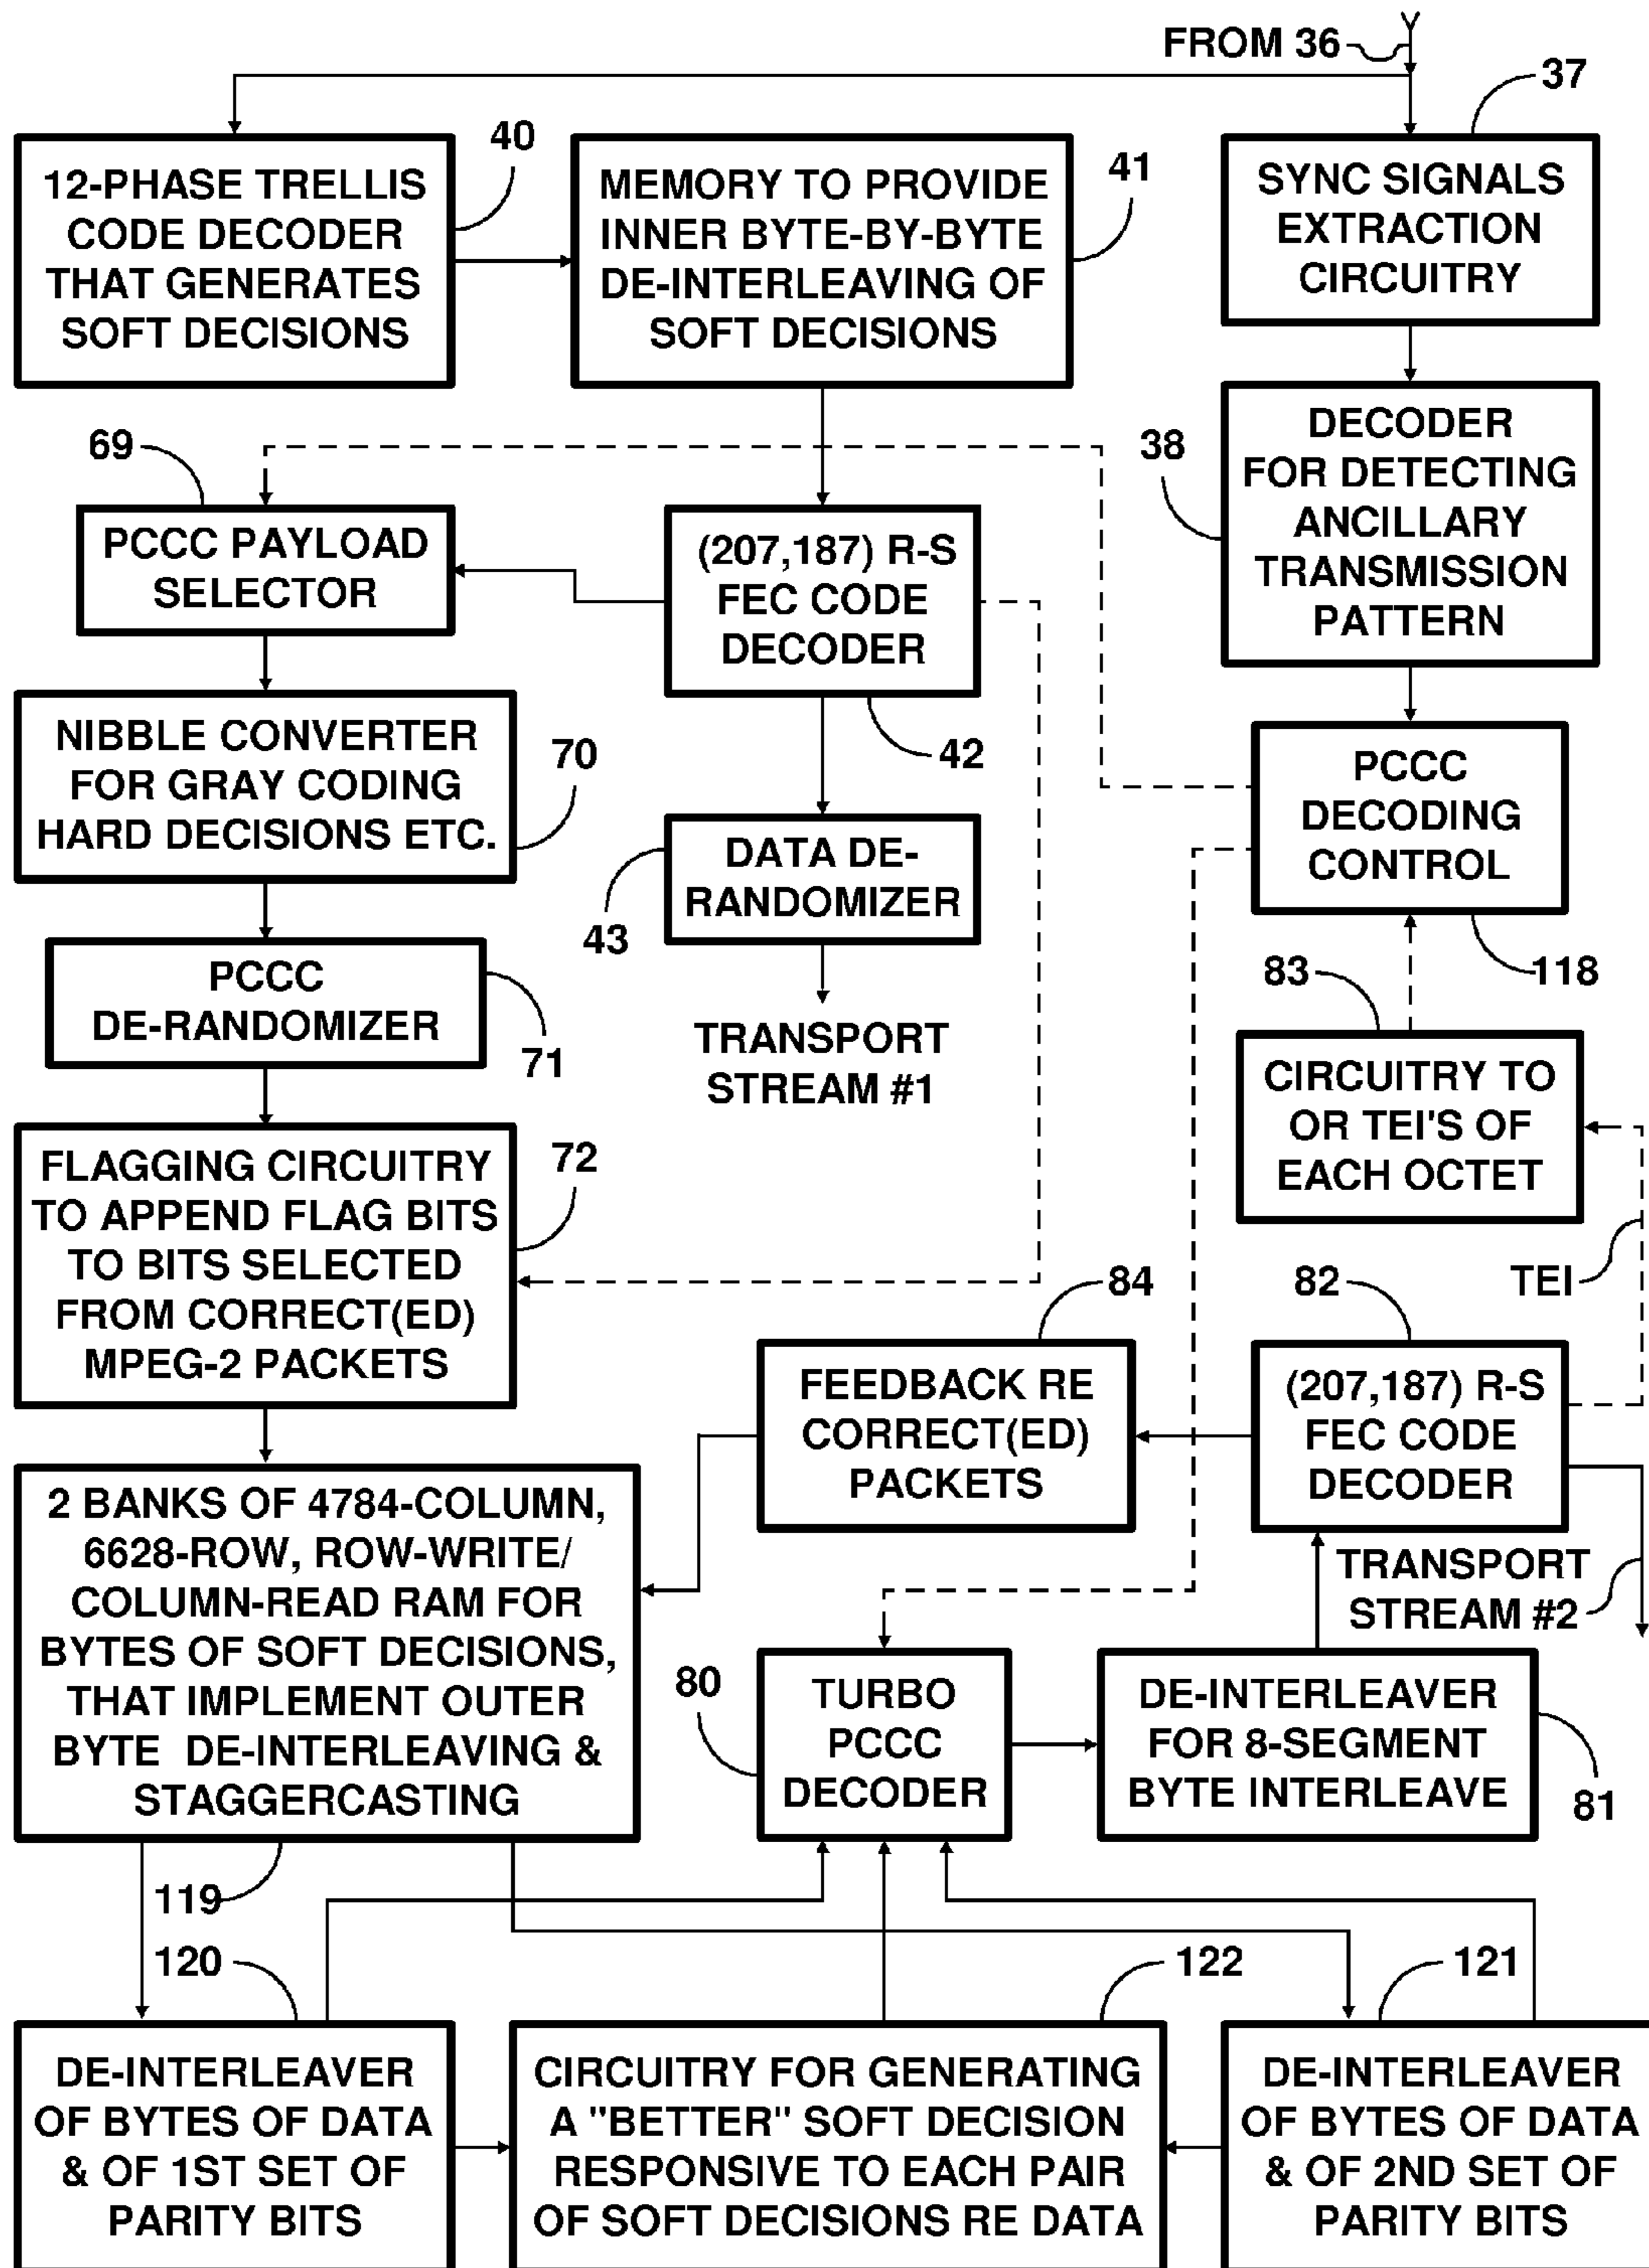 FROM 36
37
40
41
12-PHASE TRELLIS
CODE DECODER
THAT GENERATES
SOFT DECISIONS
MEMORY TO PROVIDE
INNER BYTE-BY-BYTE
DE-INTERLEAVING OF
SOFT DECISIONS
SYNC SIGNALS
EXTRACTION
CIRCUITRY
69
38
DECODER
FOR DETECTING
ANCILLARY
TRANSMISSION
PATTERN
PCCC PAYLOAD
SELECTOR
(207,187) R-S
FEC CODE
DECODER
42
NIBBLE CONVERTER
FOR GRAY CODING
HARD DECISIONS ETC.
70
PCCC
DECODING
CONTROL
118
DATA DE-
RANDOMIZER
43
PCCC
DE-RANDOMIZER
71
TRANSPORT
STREAM #1
83
CIRCUITRY TO
OR TEI'S OF
EACH OCTET
TEI
FLAGGING CIRCUITRY
TO APPEND FLAG BITS
TO BITS SELECTED
FROM CORRECT(ED)
MPEG-2 PACKETS
72
84
82
FEEDBACK RE
CORRECT(ED)
PACKETS
(207,187) R-S
FEC CODE
DECODER
TRANSPORT
STREAM #2
2 BANKS OF 4784-COLUMN,
6628-ROW, ROW-WRITE/
COLUMN-READ RAM FOR
BYTES OF SOFT DECISIONS,
THAT IMPLEMENT OUTER
BYTE DE-INTERLEAVING &
STAGGERCASTING
119
80
TURBO
PCCC
DECODER
DE-INTERLEAVER
FOR 8-SEGMENT
BYTE INTERLEAVE
81
120
122
121
DE-INTERLEAVER
OF BYTES OF DATA
& OF 1ST SET OF
PARITY BITS
CIRCUITRY FOR GENERATING
A "BETTER" SOFT DECISION
RESPONSIVE TO EACH PAIR
OF SOFT DECISIONS RE DATA
DE-INTERLEAVER
OF BYTES OF DATA
& OF 2ND SET OF
PARITY BITS